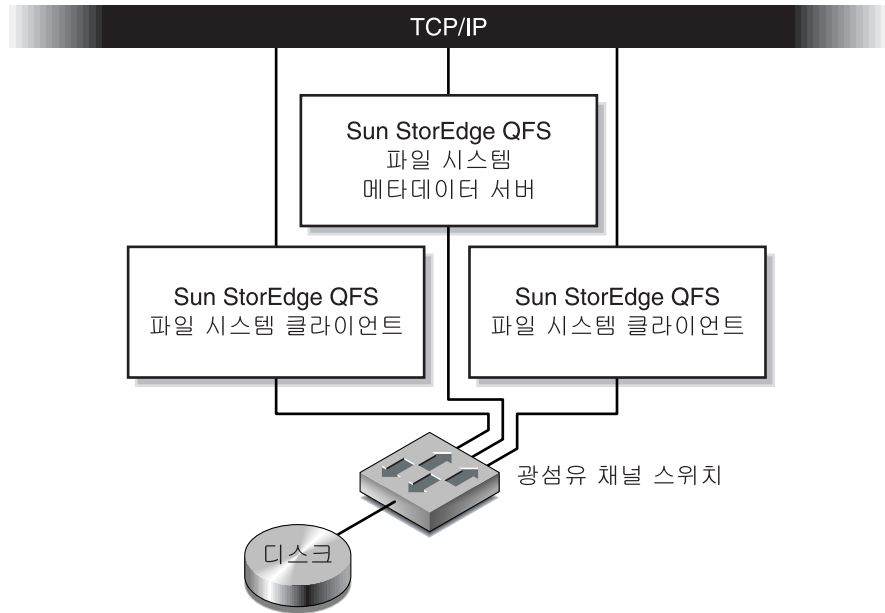 TCP/IP
Sun StorEdge QFS
파일 시스템
메타데이터 서버
Sun StorEdge QFS
파일 시스템 클라이언트
Sun StorEdge QFS
파일 시스템 클라이언트
광섬유 채널 스위치
디스크